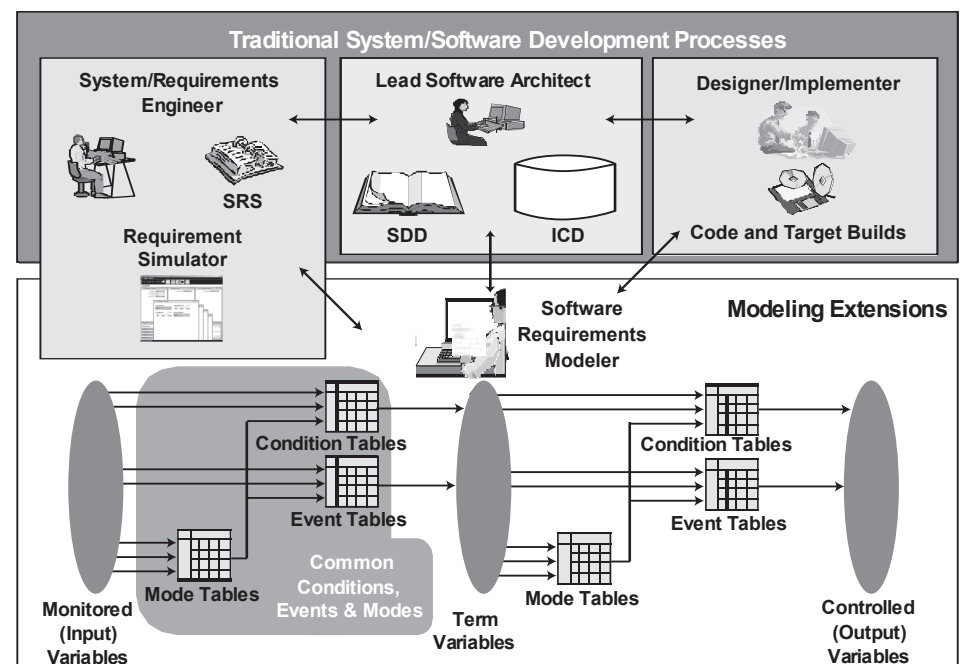 Traditional System/Software Development Processes
System/Requirements
Engineer
SRS
Requirement
Simulator
Lead Software Architect
SDD
ICD
Designer/Implementer
Code and Target Builds
Modeling Extensions
Software
Requirements
Modeler
Condition Tables
Event Tables
Mode Tables
Common
Conditions,
Events & Modes
Condition Tables
Event Tables
Mode Tables
Monitored
(Input)
Variables
Term
Variables
Controlled
(Output)
Variables